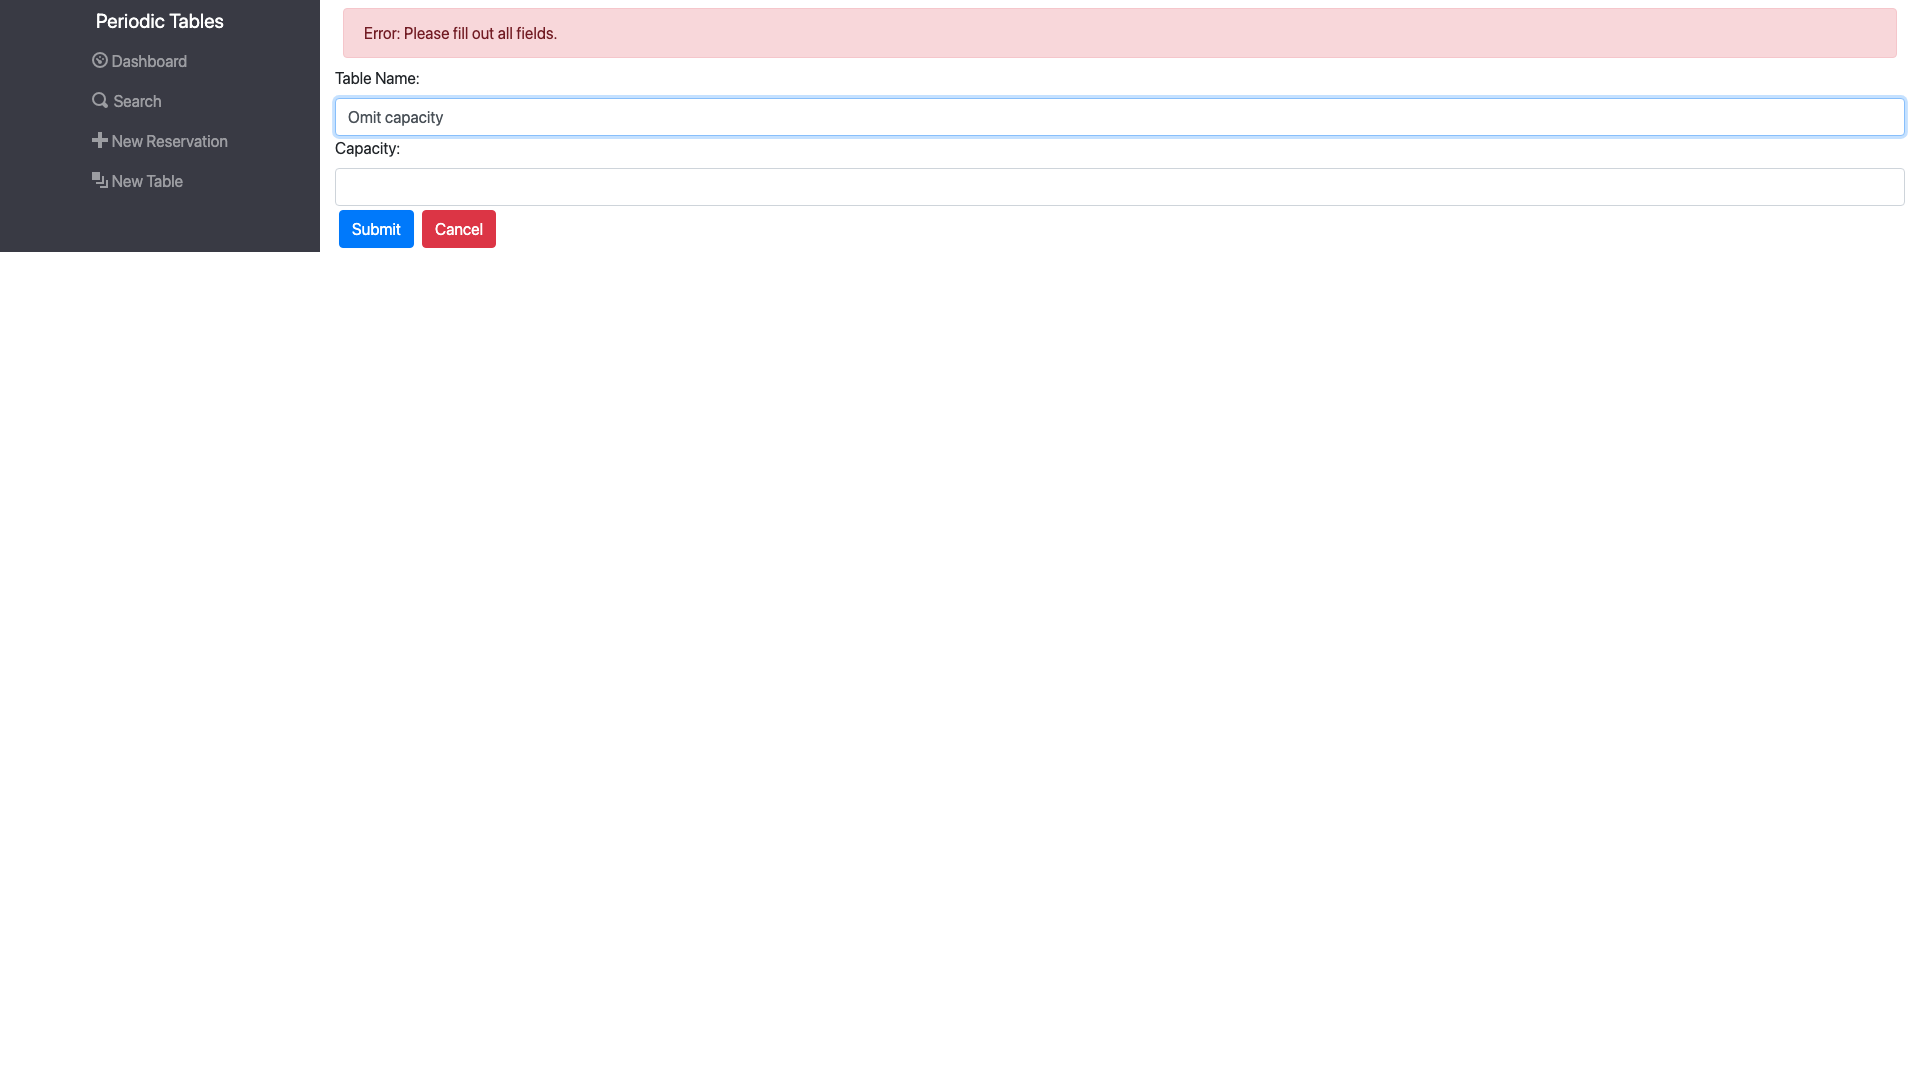 Periodic Tables
Dashboard
Search
New Reservation
New Table
Error: Please fill out all fields.
Table Name:
Omit capacity
Capacity:
Submit Cancel